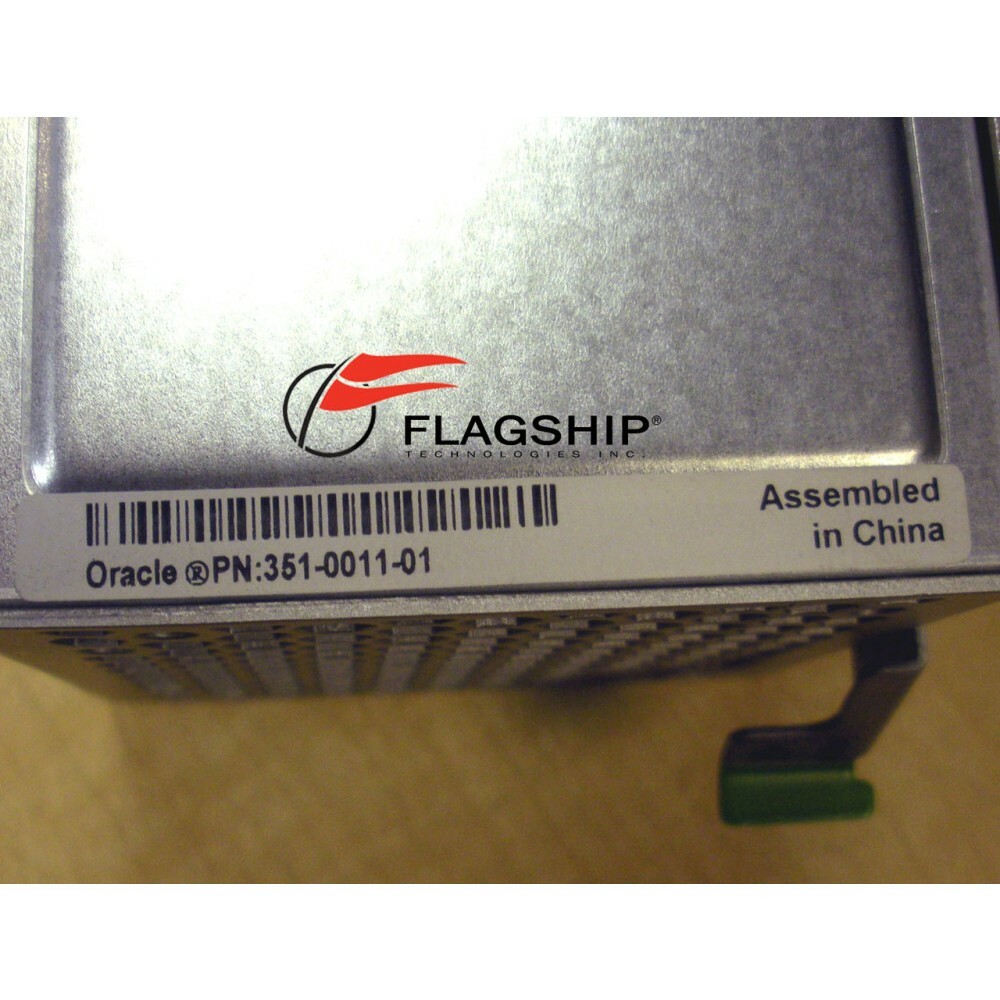 FLAGSHIP®
TECHNOLOGIES INC.
Assembled
in China
Oracle ®PN:351-0011-01